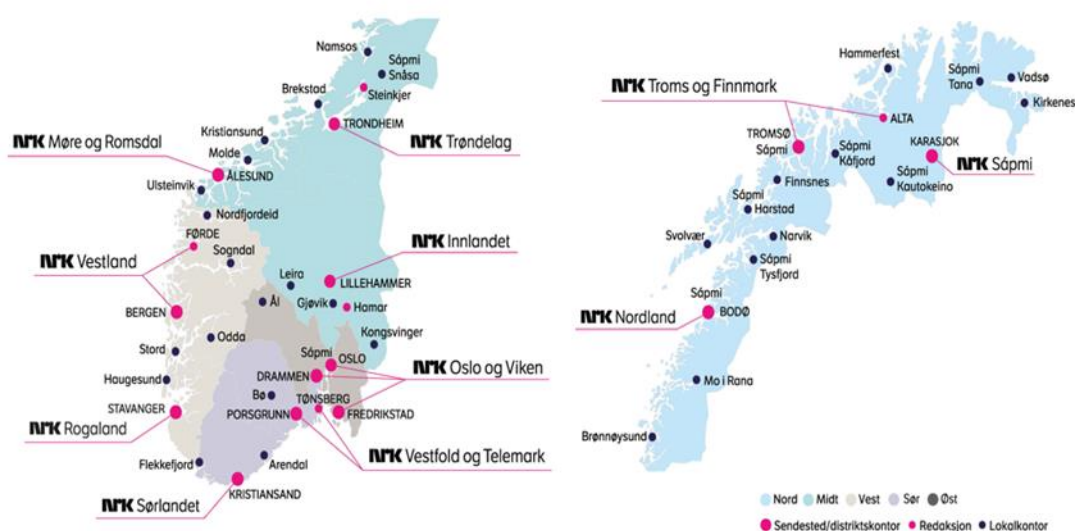 Namsos
Sápmi
Snåsa
Brekstad
Steinkjer
Kristiansund
TRONDHEIM
NRK Møre og Romsdal
NRK Trøndelag
Molde
ÅLESUND
Ulsteinvik
Nordfjordeid
FØRDE
Sogndal
NRK Innlandet
NRK Vestland
Leira
LILLEHAMMER
Ål
Gjøvik
Hamar
BERGEN
Odda
Kongsvinger
Stord
Sápmi
OSLO
NRK Oslo og Viken
Haugesund
DRAMMEN
Bø
TØNSBERG
STAVANGER
PORSGRUNN
FREDRIKSTAD
NRK Rogaland
NRK Vestfold og Telemark
Flekkefjord
Arendal
NRK Sørlandet
KRISTIANSAND
Hammerfest
Sápmi
Tana
Vadsø
NRK Troms og Finnmark
Kirkenes
ALTA
TROMSØ
Sápmi
Sápmi
Kåfjord
KARASJOK
NRK Sápmi
Finnsnes
Sápmi
Kautokeino
Sápmi
Harstad
Svolvær
Narvik
Sápmi
Tysfjord
Sápmi
BODØ
NRK Nordland
Mo i Rana
Brønnøysund
Nord Midt Vest Sør Øst
Sendested/distriktskontor Redaksjon Lokalkontor